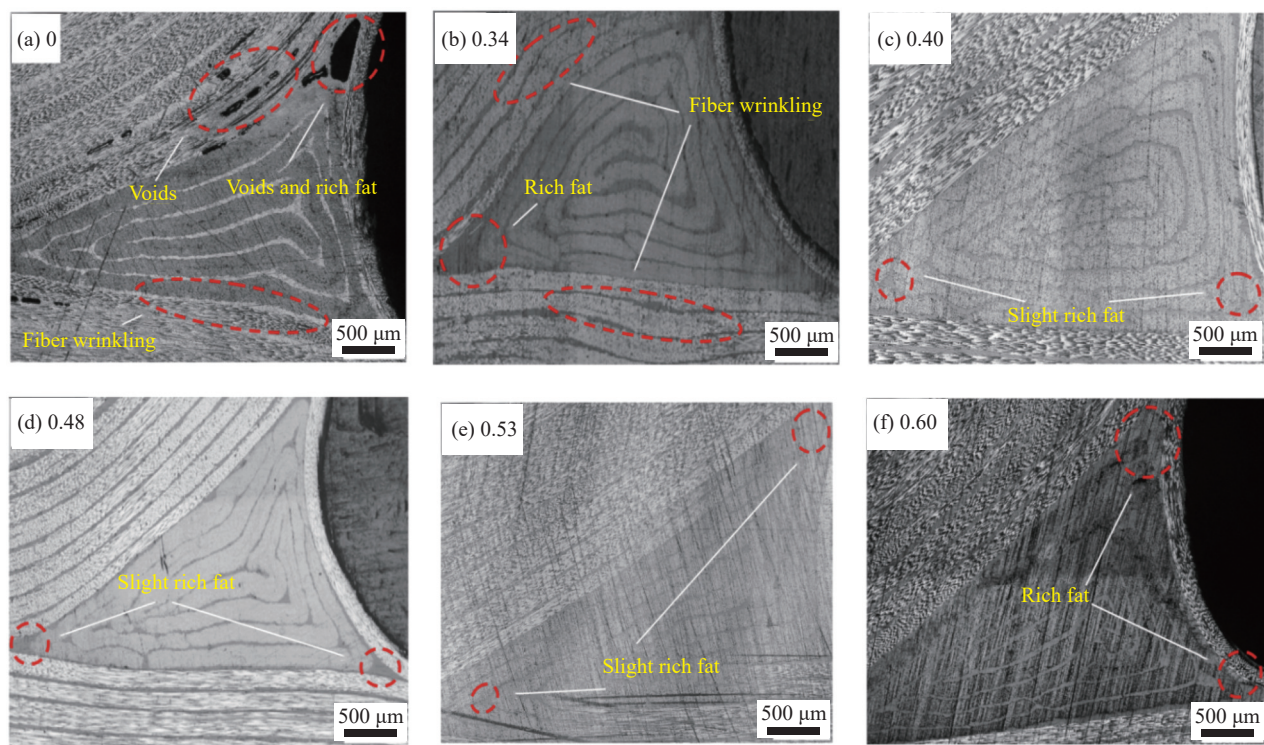 (a) 0
Voids
Voids and rich fat
Fiber wrinkling
500 μm
(b) 0.34
Fiber wrinkling
Rich fat
500 μm
(c) 0.40
Slight rich fat
500 μm
(d) 0.48
Slight rich fat
500 μm
(e) 0.53
Slight rich fat
500 μm
(f) 0.60
Rich fat
500 μm